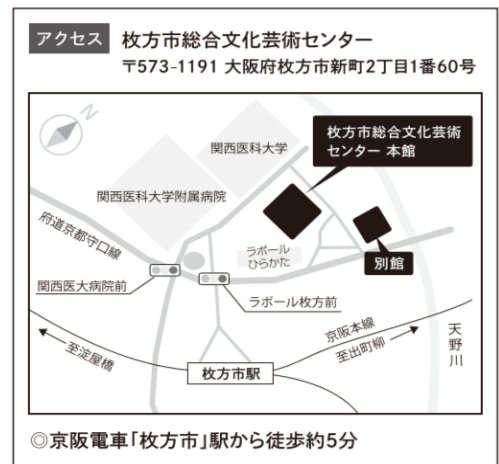 アクセス
枚方市総合文化芸術センター
〒573-1191 大阪府枚方市新町2丁目1番60号
N
関西医科大学
枚方市総合文化芸術
センター 本館
関西医科大学附属病院
府道京都守口線
ラポール
ひらかた
別館
関西医大病院前
ラポール枚方前
京阪本線
至出町柳
天野川
至淀屋橋
枚方市駅
◎京阪電車「枚方市」駅から徒歩約5分